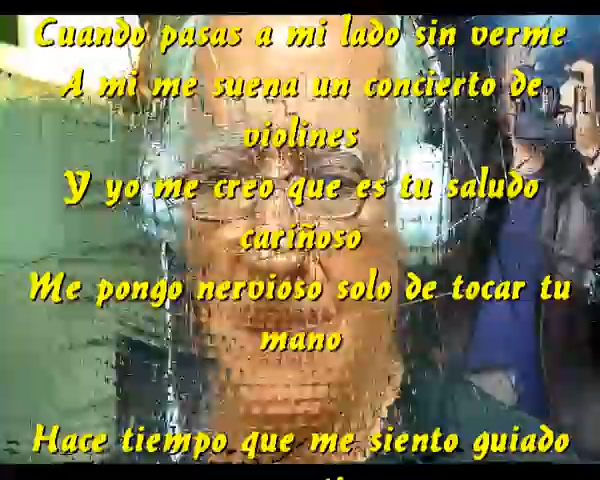 Cuando pasas a mi lado sin verme
A mi me suena un concierto de
violines
Y yo me creo que es tu saludo
cariñoso
Me pongo nervioso solo de tocar tu
mano
Hace tiempo que me siento guiado